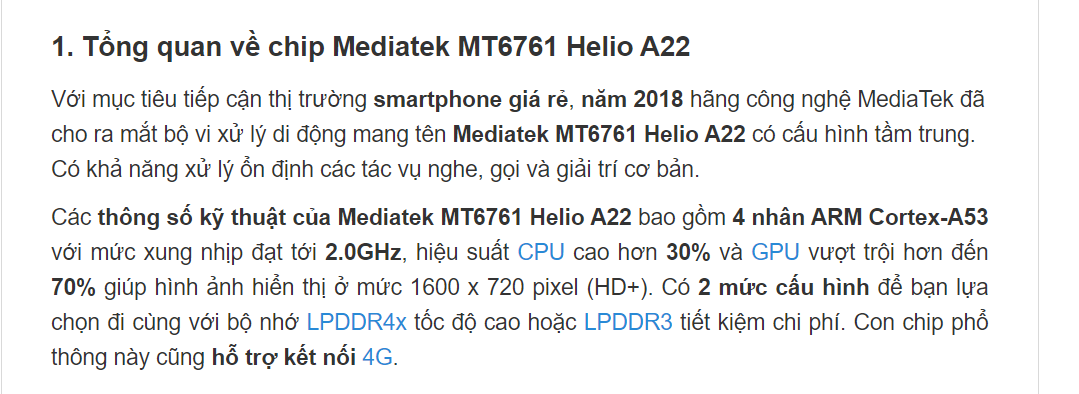 1. Tổng quan về chip Mediatek MT6761 Helio A22
Với mục tiêu tiếp cận thị trường smartphone giá rẻ, năm 2018 hãng công nghệ MediaTek đã
cho ra mắt bộ vi xử lý di động mang tên Mediatek MT6761 Helio A22 có cấu hình tầm trung.
Có khả năng xử lý ổn định các tác vụ nghe, gọi và giải trí cơ bản.
Các thông số kỹ thuật của Mediatek MT6761 Helio A22 bao gồm 4 nhân ARM Cortex-A53
với mức xung nhịp đạt tới 2.0GHz, hiệu suất CPU cao hơn 30% và GPU vượt trội hơn đến
70% giúp hình ảnh hiển thị ở mức 1600 x 720 pixel (HD+). Có 2 mức cấu hình để bạn lựa
chọn đi cùng với bộ nhớ LPDDR4x tốc độ cao hoặc LPDDR3 tiết kiệm chi phí. Con chip phổ
thông này cũng hỗ trợ kết nối 4G.